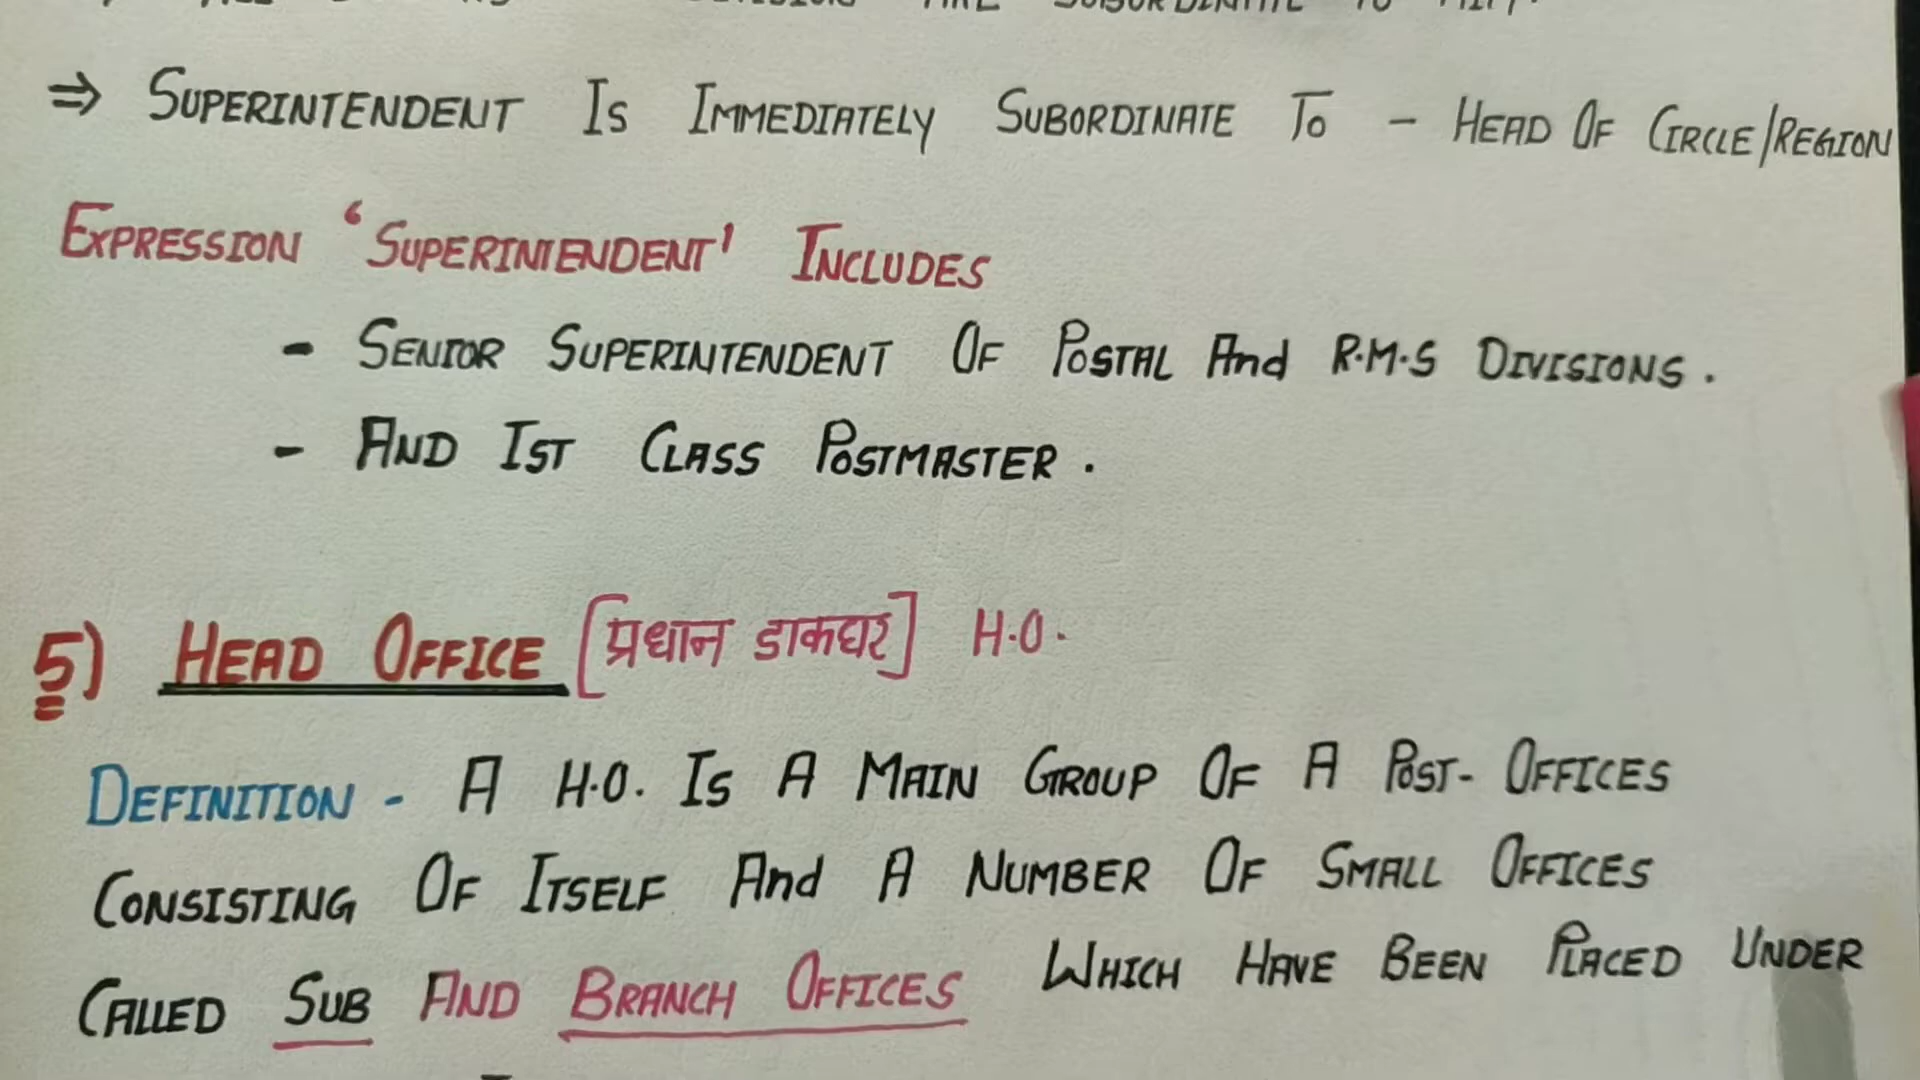 SUBORDINATE TO
⇒ SUPERINTENDENT IS IMMEDIATELY SUBORDINATE TO - HEAD OF CIRCLE/REGION
EXPRESSION 'SUPERINTENDENT' INCLUDES
- SENIOR SUPERINTENDENT OF POSTAL And R.M.S DIVISIONS.
- AND IST CLASS POSTMASTER.
5) HEAD OFFICE [प्रधान डाकघर] H.O.
DEFINITION - A H.O. IS A MAIN GROUP OF A POST- OFFICES
CONSISTING OF ITSELF And A NUMBER OF SMALL OFFICES
CALLED SUB AND BRANCH OFFICES WHICH HAVE BEEN PLACED UNDER